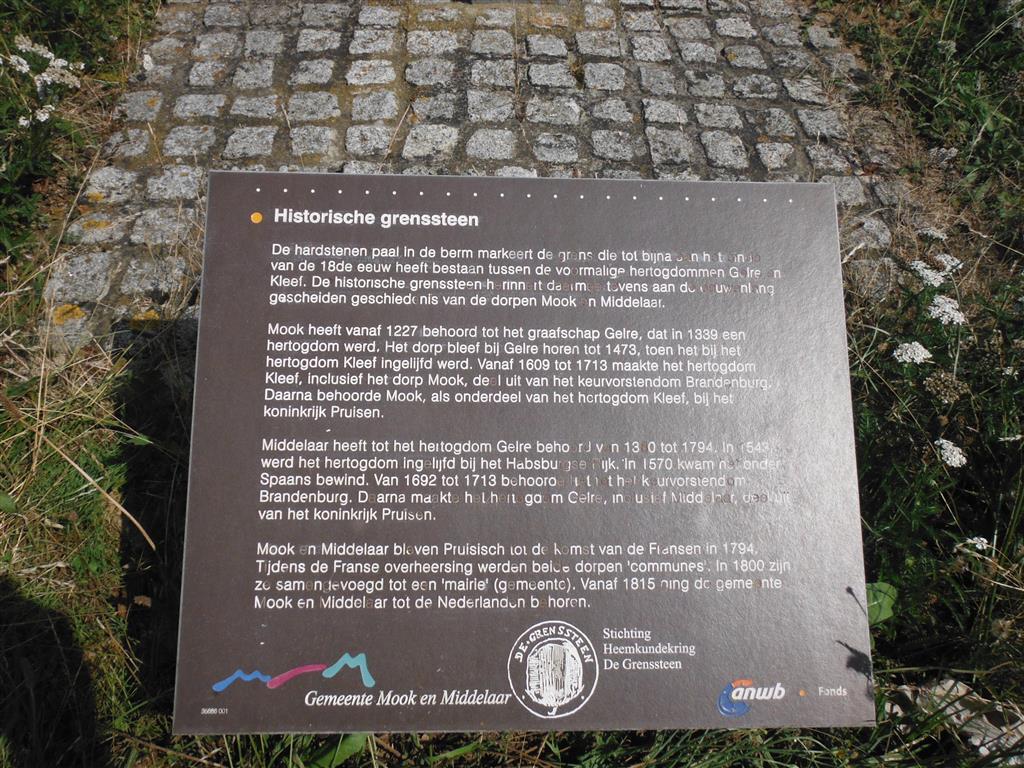 Historische grenssteen
De hardstenen paal in de berm markeert de grens die tot bijna aan het einde
van de 18de eeuw heeft bestaan tussen de voormalige hertogdommen Gelre en
Kleef. De historische grenssteen herinnert daarmee tevens aan de eeuwenlang
gescheiden geschiedenis van de dorpen Mook en Middelaar.
Mook heeft vanaf 1227 behoord tot het graafschap Gelre, dat in 1339 een
hertogdom werd. Het dorp bleef bij Gelre horen tot 1473, toen het bij het
hertogdom Kleef ingelijfd werd. Vanaf 1609 tot 1713 maakte het hertogdom
Kleef, inclusief het dorp Mook, deel uit van het keurvorstendom Brandenburg.
Daarna behoorde Mook, als onderdeel van het hertogdom Kleef, bij het
koninkrijk Pruisen.
Middelaar heeft tot het hertogdom Gelre behoord van tot 1794. In 1543
werd het hertogdom ingelijfd bij het Habsburgse Rijk. In 1570 kwam het onder
Spaans bewind. Van 1692 tot 1713 behoorde het tot het keurvorstendom
Brandenburg. Daarna maakte het hertogdom Gelre, inclusief Middelaar, deel uit
van het koninkrijk Pruisen.
Mook en Middelaar bleven Pruisisch tot de komst van de Fransen in 1794.
Tijdens de Franse overheersing werden beide dorpen 'communes'. In 1800 zijn
ze samengevoegd tot een 'mairie' (gemeente). Vanaf 1815 ging de gemeente
Mook en Middelaar tot de Nederlanden behoren.
Gemeente Mook en Middelaar
DE GRENSSTEEN
Stichting
Heemkundekring
De Grenssteen
anwb Fonds